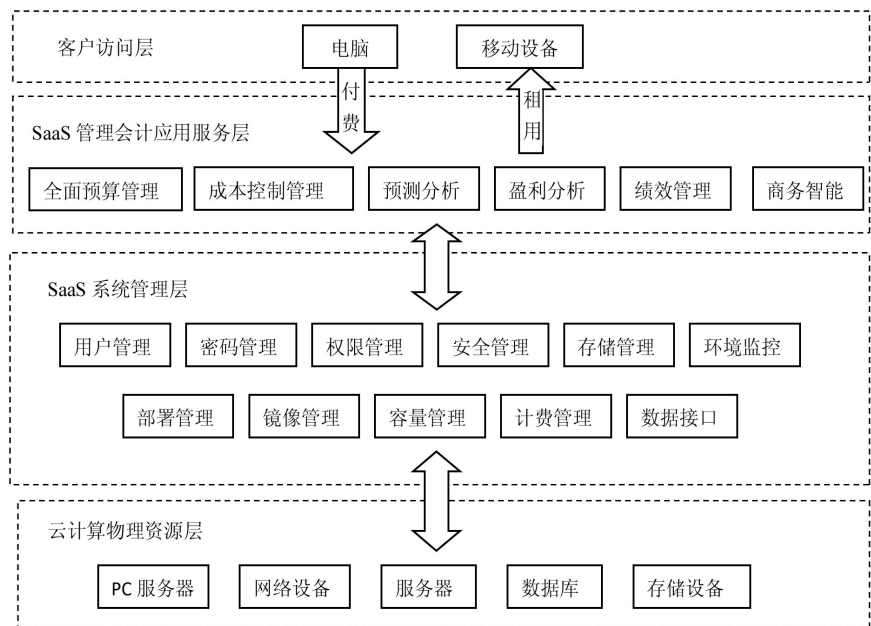 客户访问层
电脑
移动设备
付费
租用
SaaS 管理会计应用服务层
全面预算管理
成本控制管理
预测分析
盈利分析
绩效管理
商务智能
SaaS 系统管理层
用户管理
密码管理
权限管理
安全管理
存储管理
环境监控
部署管理
镜像管理
容量管理
计费管理
数据接口
云计算物理资源层
PC 服务器
网络设备
服务器
数据库
存储设备